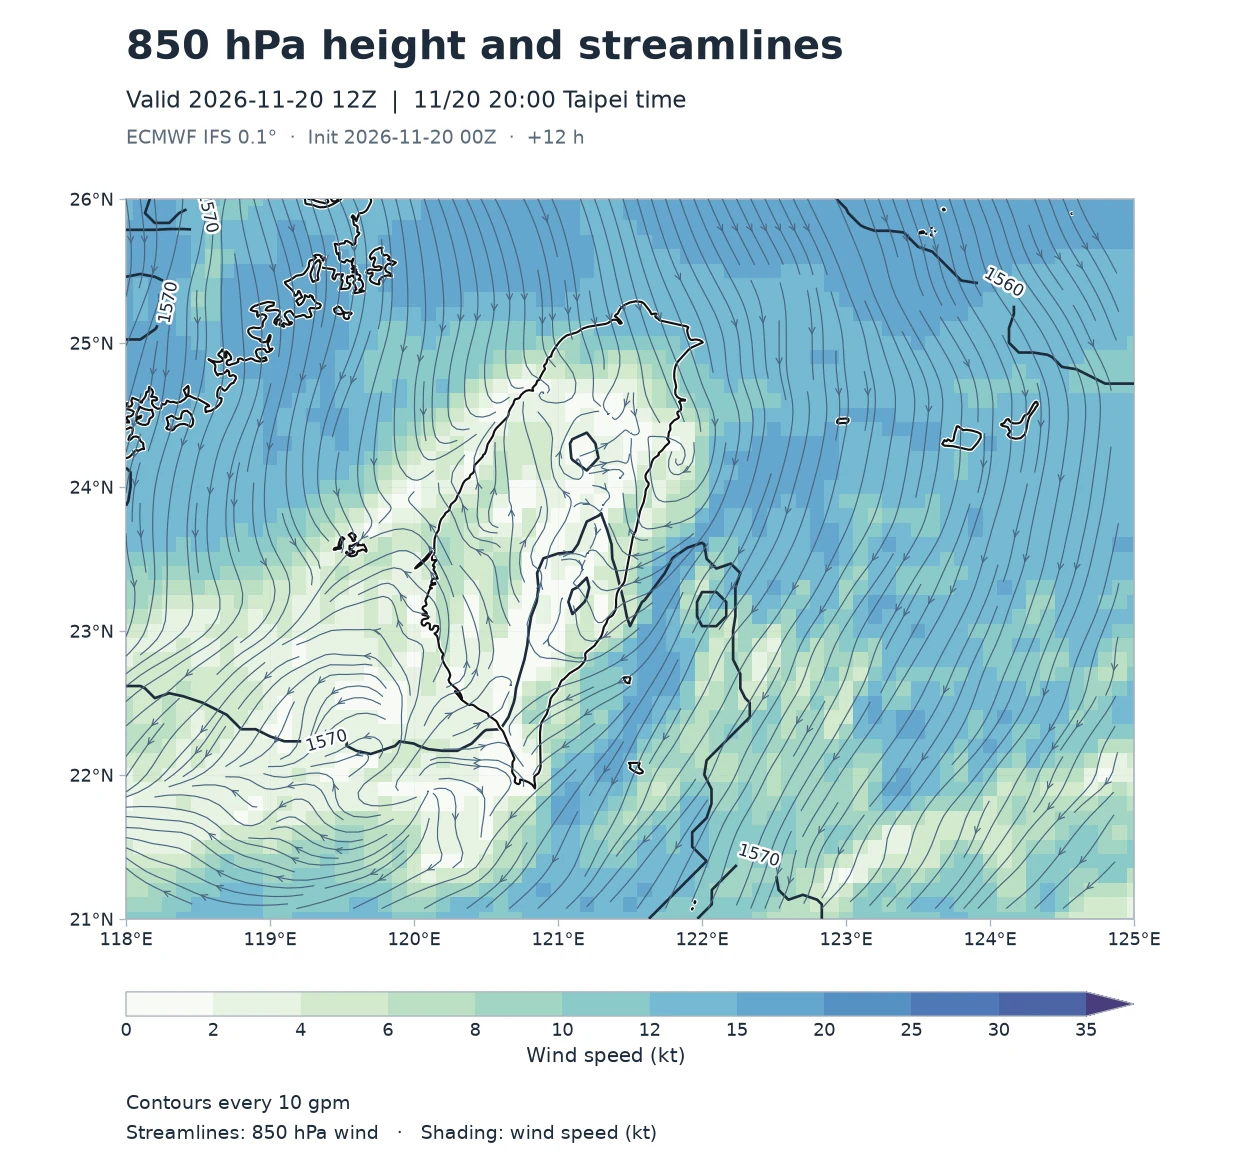 850 hPa height and streamlines
Valid 2026-11-20 12Z | 11/20 20:00 Taipei time
ECMWF IFS 0.1° · Init 2026-11-20 00Z · +12 h
26°N
1570
1560
1570
25°N
24°N
23°N
1570
22°N
1570
21°N
118°E 119°E 120°E 121°E 122°E 123°E 124°E 125°E
0 2 4 6 8 10 12 15 20 25 30 35
Wind speed (kt)
Contours every 10 gpm
Streamlines: 850 hPa wind · Shading: wind speed (kt)